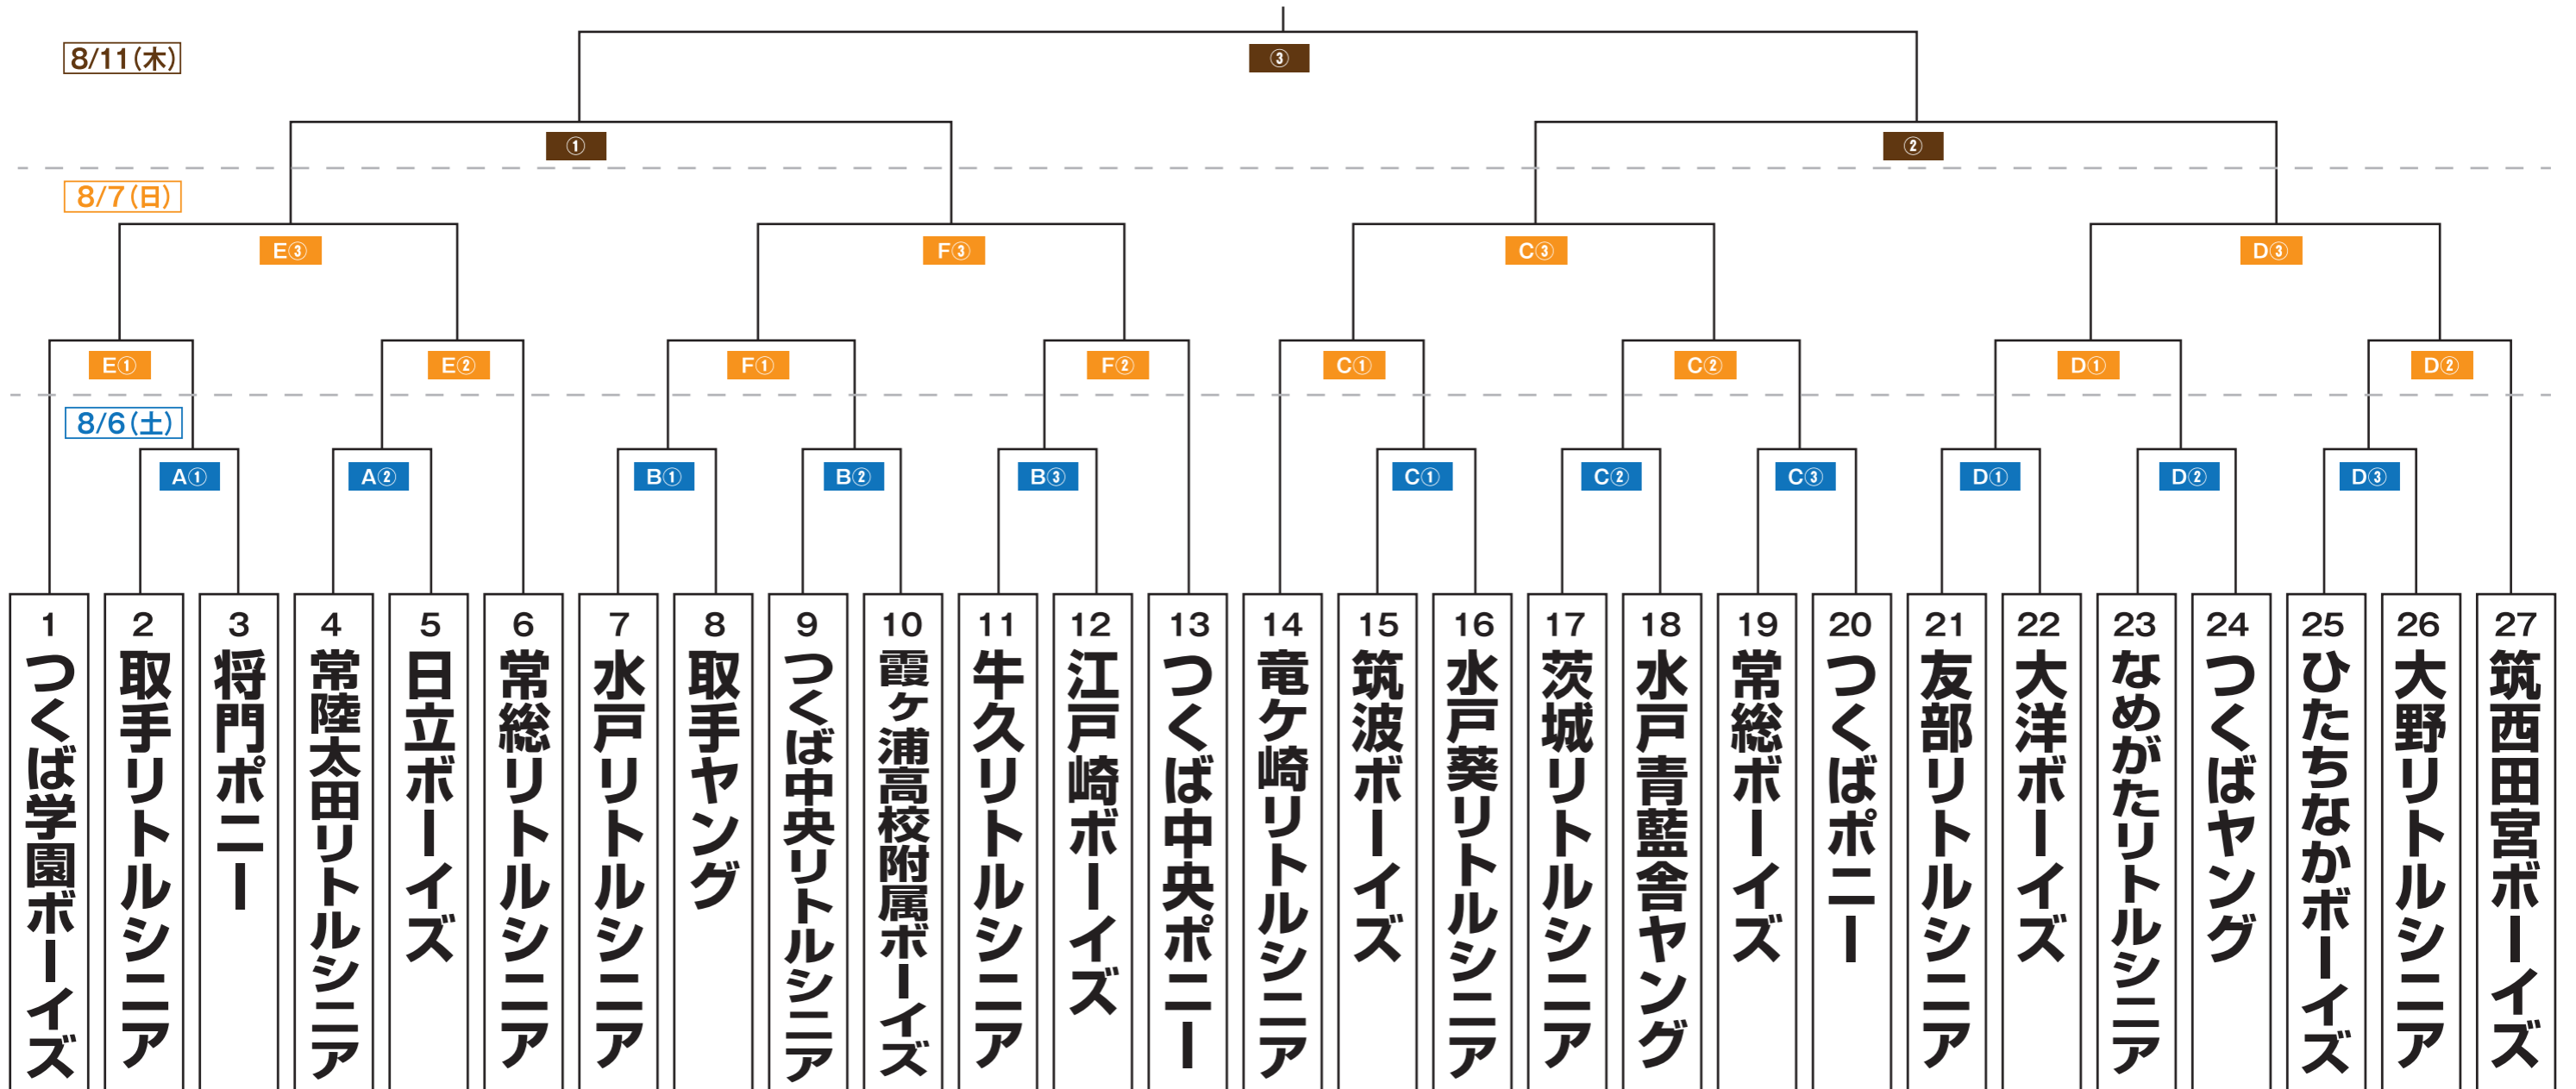 8/11(木)
③
① ②
8/7(日)
E③ F③ C③ D③
E① E② F① F② C① C② D① D②
8/6(土)
A① A② B① B② B③ C① C② C③ D① D② D③
1 つくば学園ボーイズ
2 取手リトルシニア
3 将門ポニー
4 常陸太田リトルシニア
5 日立ボーイズ
6 常総リトルシニア
7 水戸リトルシニア
8 取手ヤング
9 つくば中央リトルシニア
10 霞ヶ浦高校附属ボーイズ
11 牛久リトルシニア
12 江戸崎ボーイズ
13 つくば中央ポニー
14 竜ケ崎リトルシニア
15 筑波ボーイズ
16 水戸葵リトルシニア
17 茨城リトルシニア
18 水戸青藍舎ヤング
19 常総ボーイズ
20 つくばポニー
21 友部リトルシニア
22 大洋ボーイズ
23 なめがたリトルシニア
24 つくばヤング
25 ひたちなかボーイズ
26 大野リトルシニア
27 筑西田宮ボーイズ